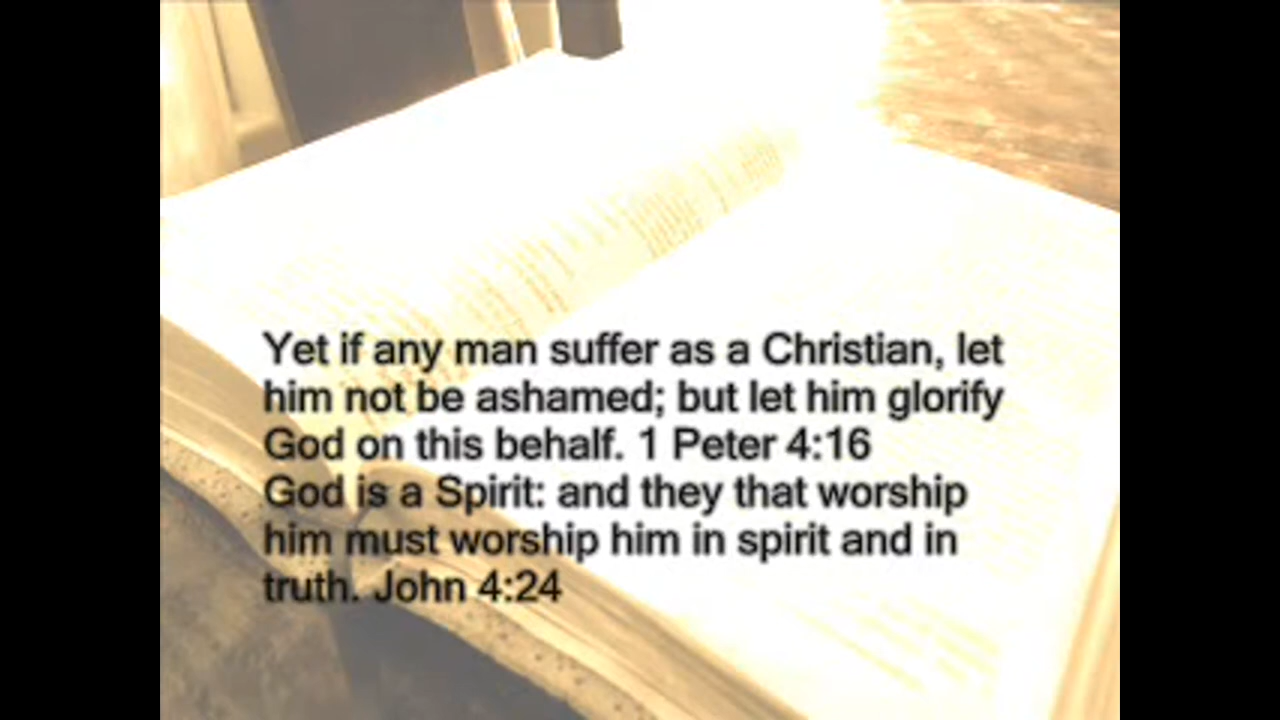 Yet if any man suffer as a Christian, let
him not be ashamed; but let him glorify
God on this behalf. 1 Peter 4:16
God is a Spirit: and they that worship
him must worship him in spirit and in
truth. John 4:24